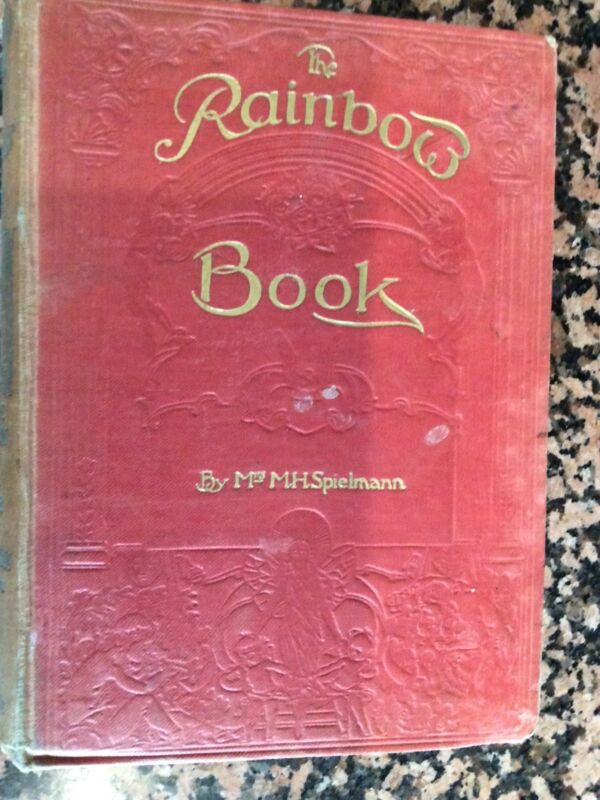 The
Rainbow
Book
By Mrs M.H. Spielmann